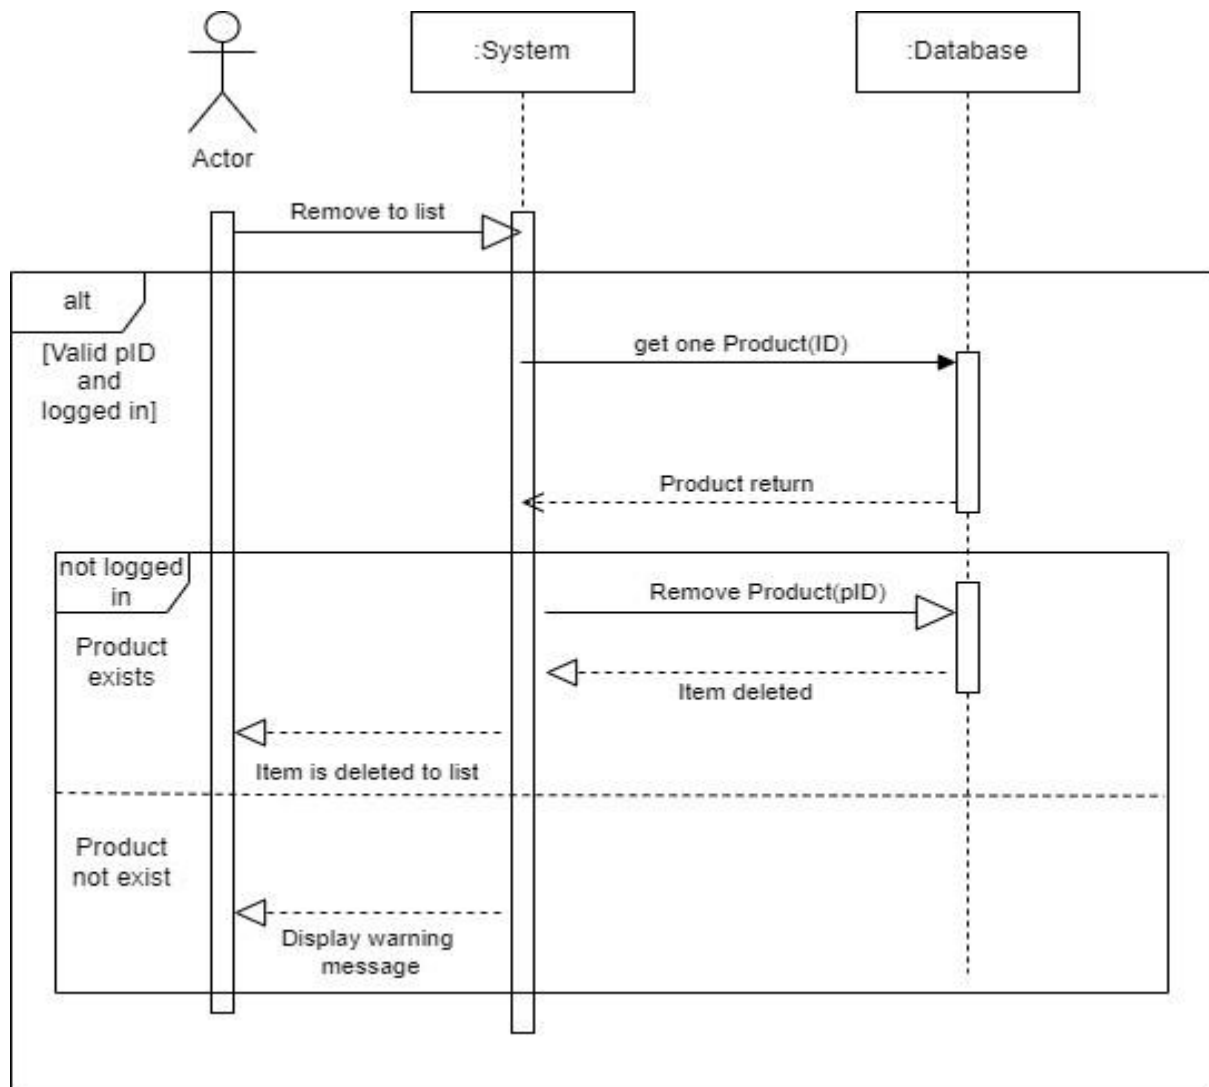 :System
:Database
Actor
Remove to list
alt
[Valid pID
and
logged in]
get one Product(ID)
Product return
not logged
in
Remove Product(pID)
Product
exists
Item deleted
Item is deleted to list
Product
not exist
Display warning
message